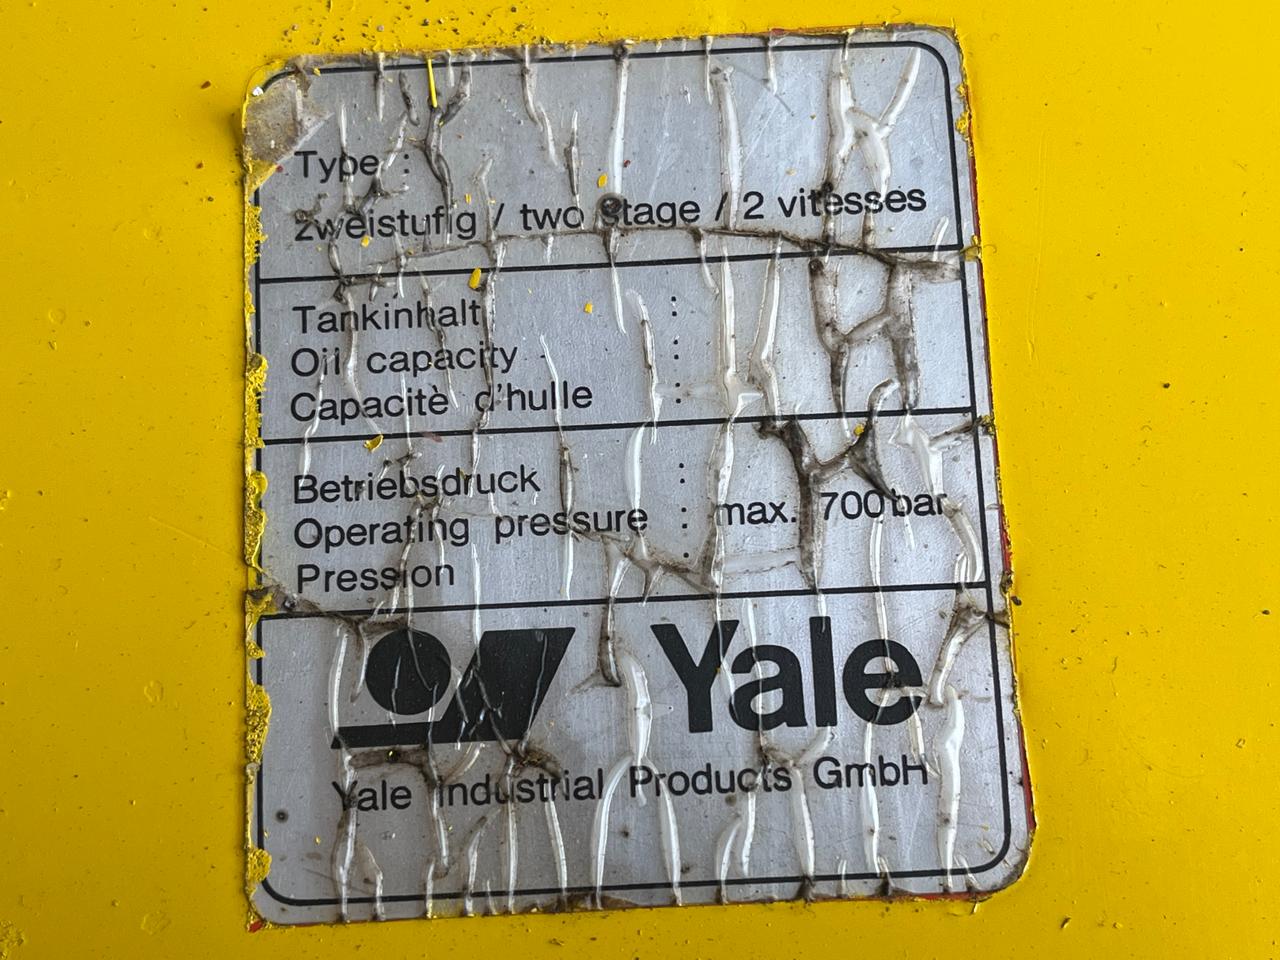 Type :
zweistufig / two stage / 2 vitesses
Tankinhalt :
Oil capacity :
Capacitè d'hulle :
Betriebsdruck :
Operating pressure : max. 700 bar
Pression :
Yale
Yale Industrial Products GmbH